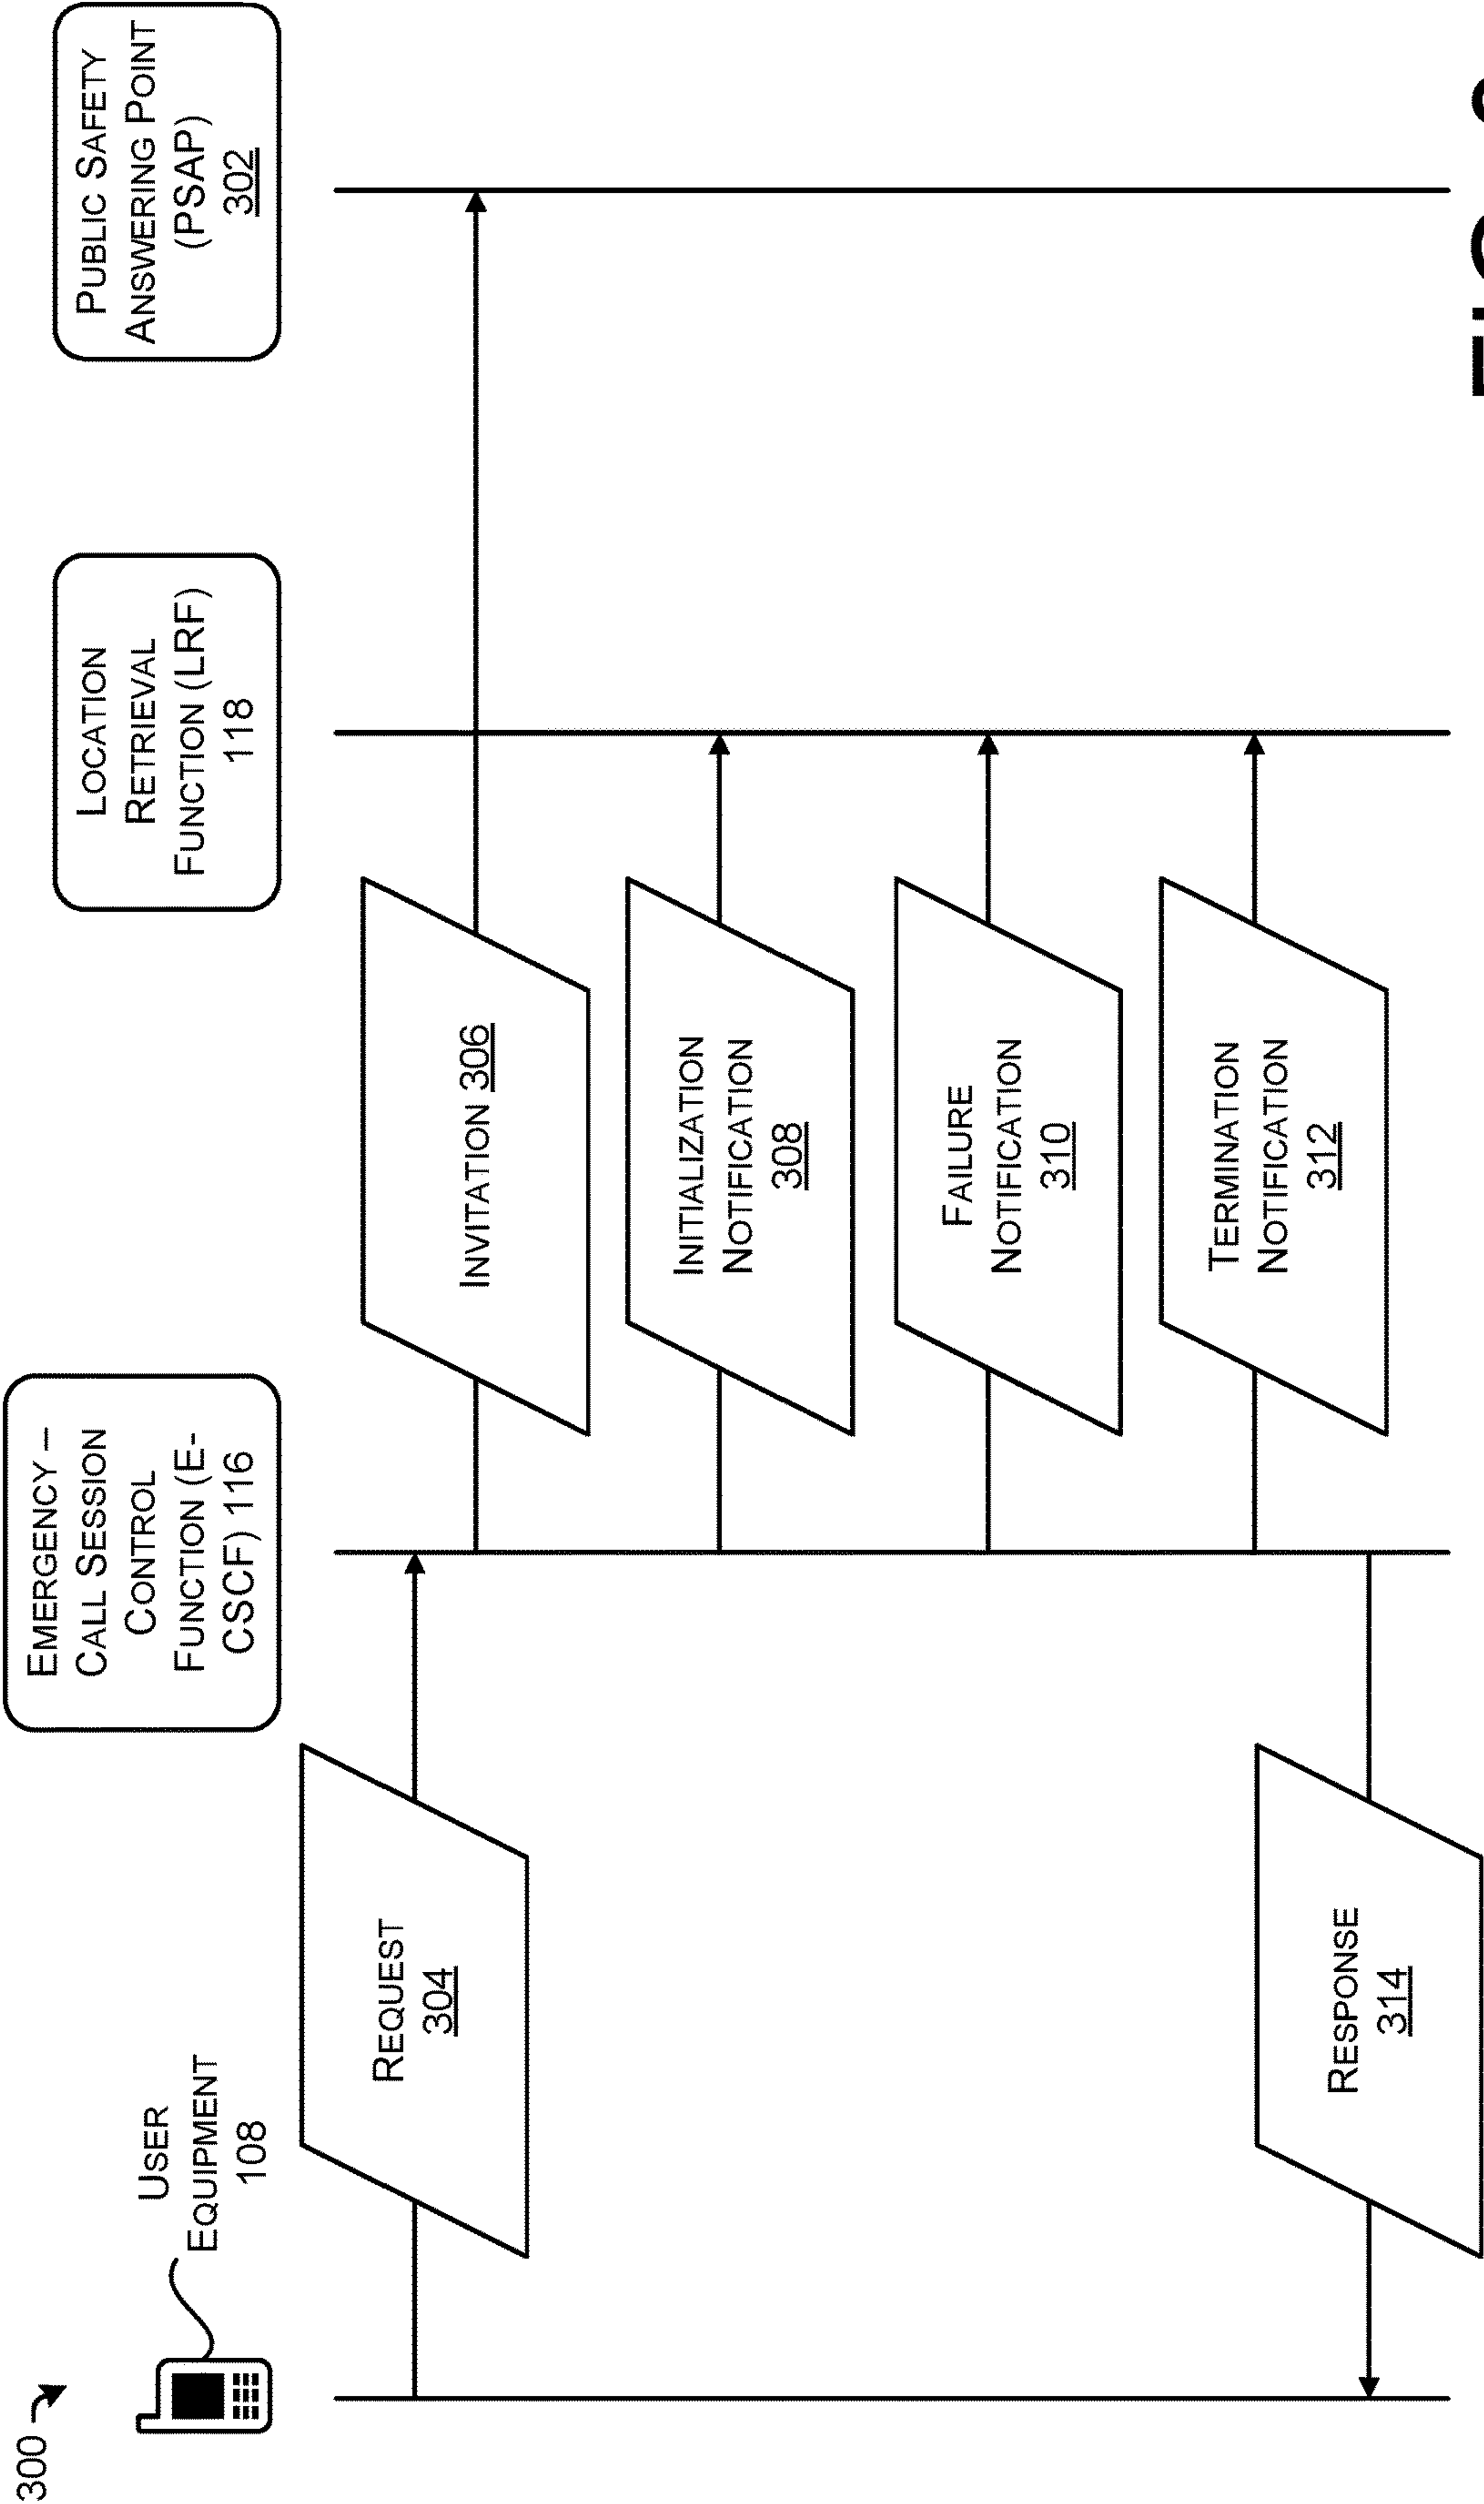 300
USER
EQUIPMENT
108
EMERGENCY –
CALL SESSION
CONTROL
FUNCTION (E-
CSCF) 116
LOCATION
RETRIEVAL
FUNCTION (LRF)
118
PUBLIC SAFETY
ANSWERING POINT
(PSAP)
302
REQUEST
304
INVITATION 306
INITIALIZATION
NOTIFICATION
308
FAILURE
NOTIFICATION
310
TERMINATION
NOTIFICATION
312
RESPONSE
314